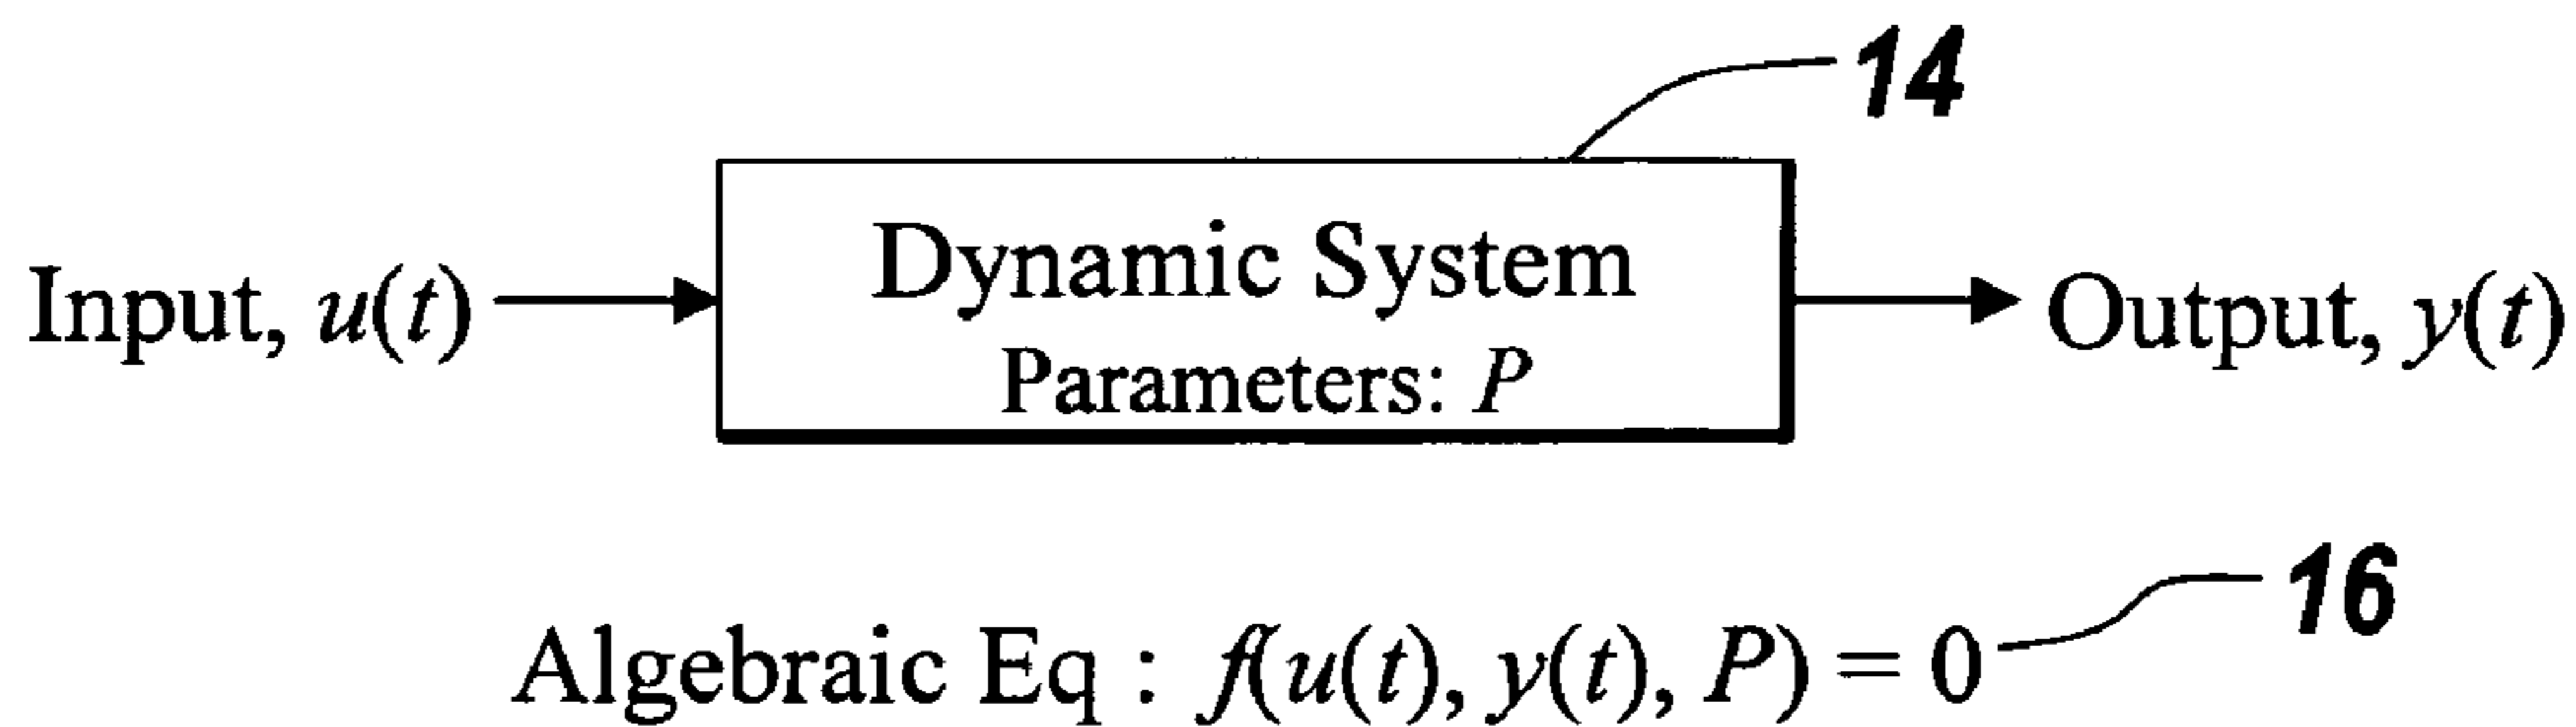 14
Input, u(t)
Dynamic System
Parameters: P
Output, y(t)
16
Algebraic Eq : f(u(t), y(t), P) = 0